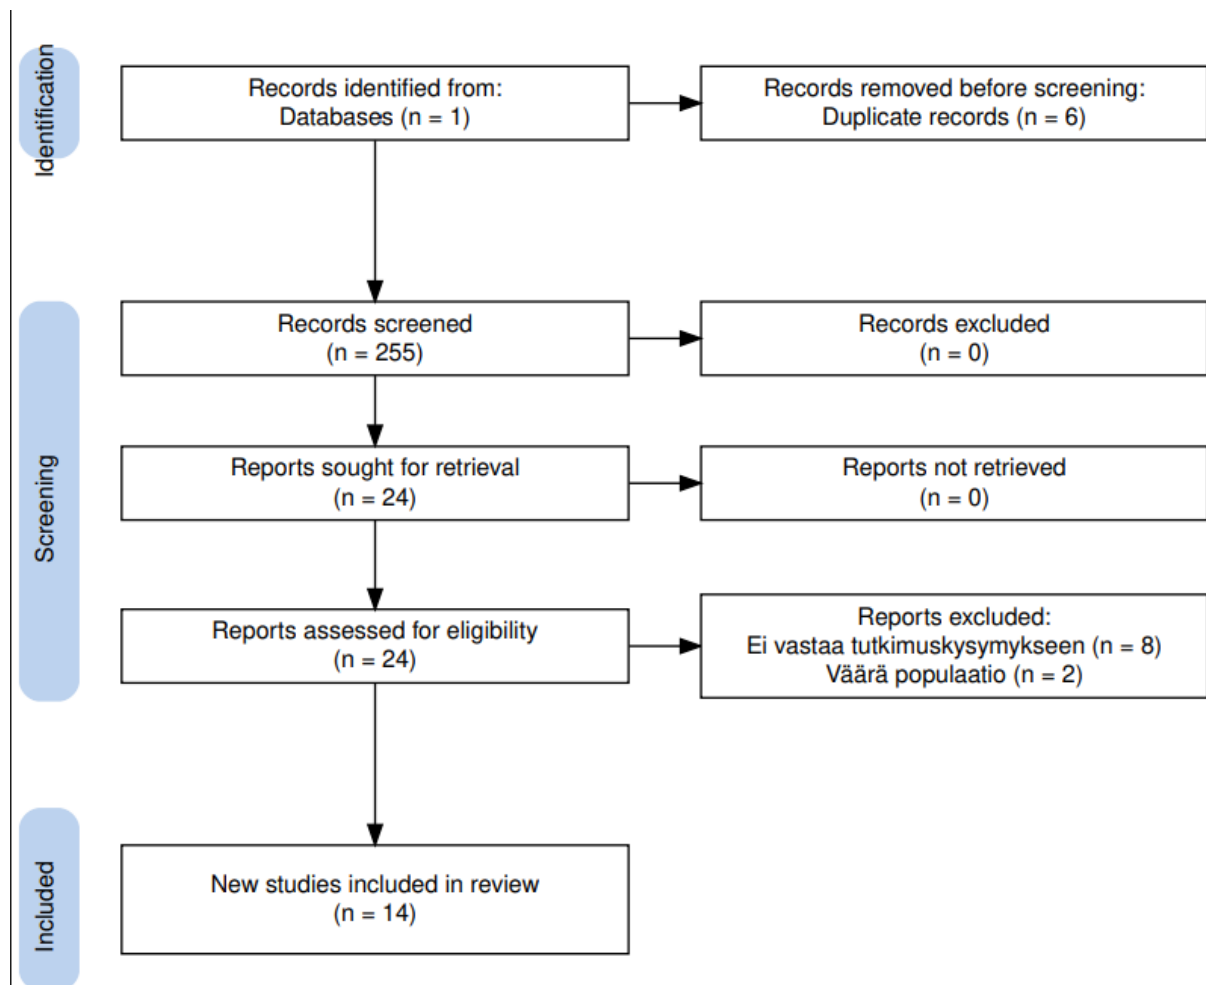 Identification
Records identified from:
Databases (n = 1)
Records removed before screening:
Duplicate records (n = 6)
Screening
Records screened
(n = 255)
Records excluded
(n = 0)
Reports sought for retrieval
(n = 24)
Reports not retrieved
(n = 0)
Reports assessed for eligibility
(n = 24)
Reports excluded:
Ei vastaa tutkimuskysymykseen (n = 8)
Väärä populaatio (n = 2)
Included
New studies included in review
(n = 14)